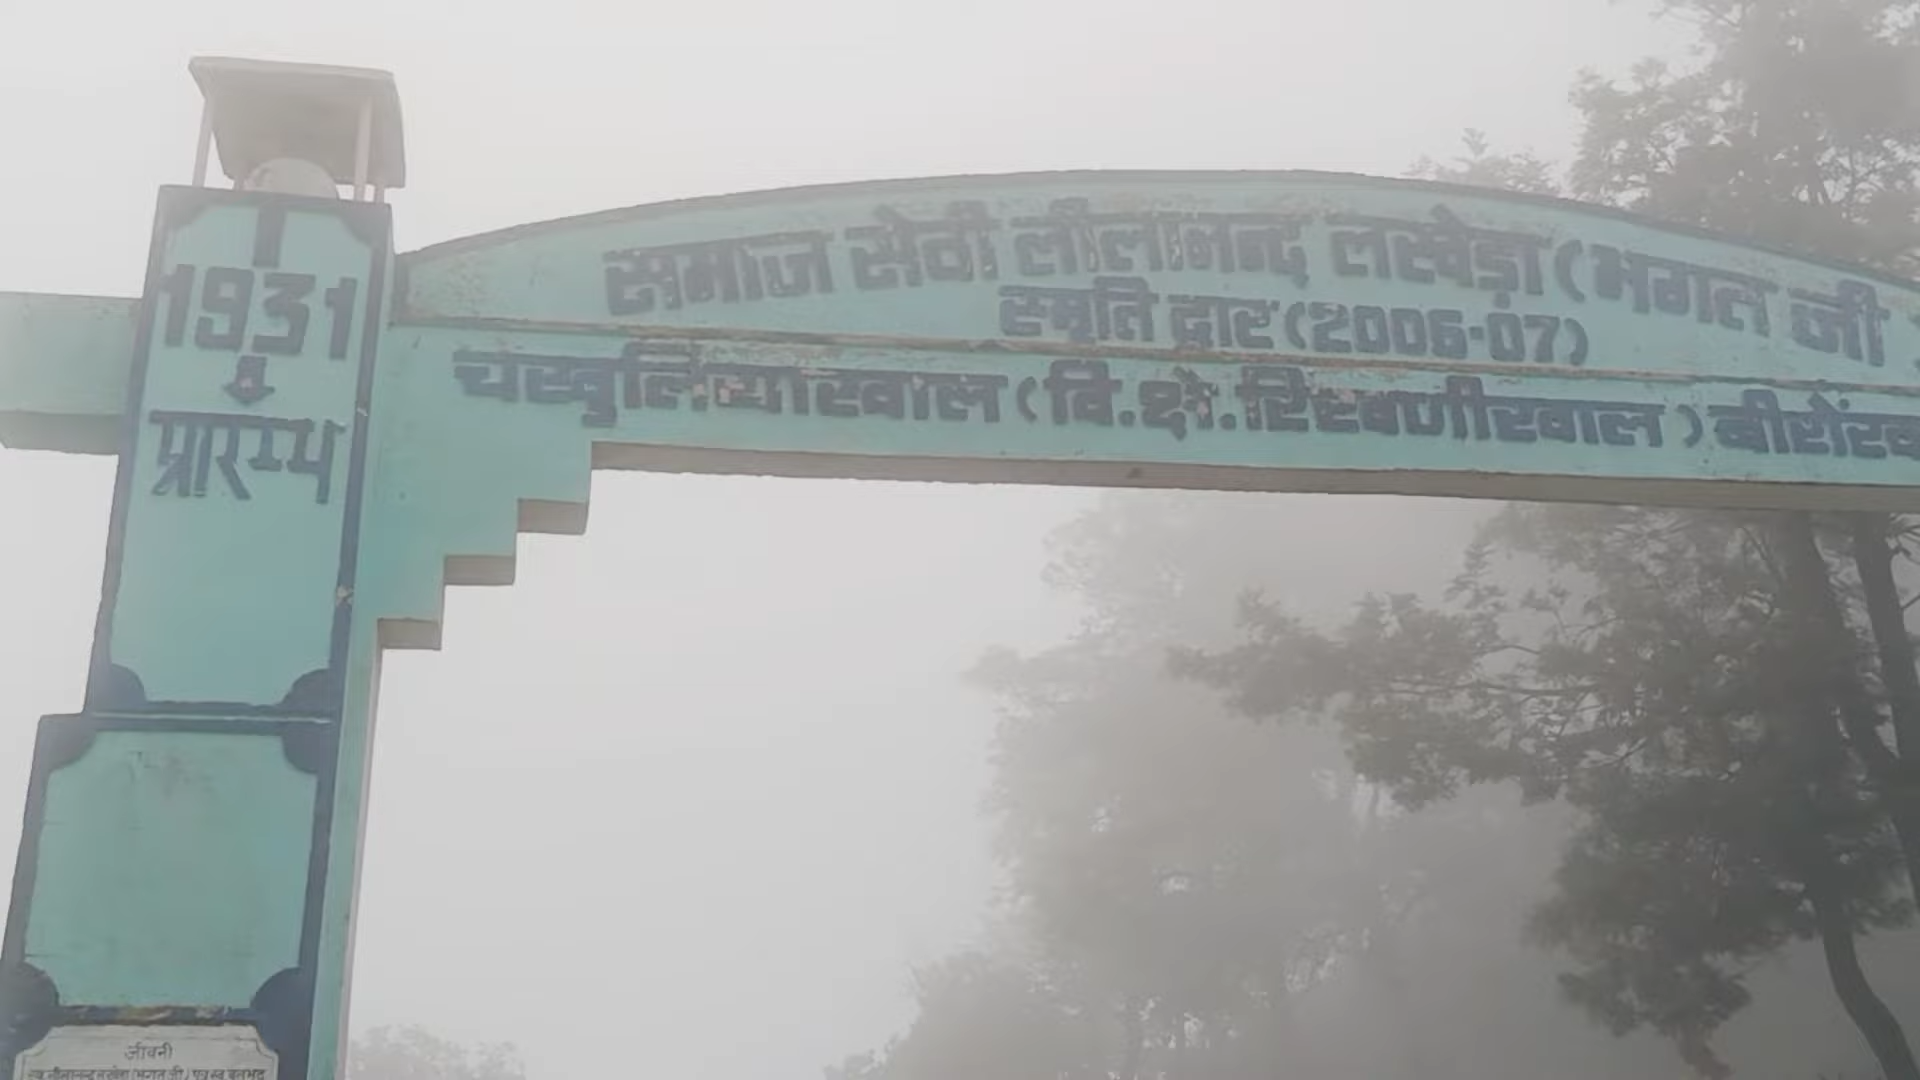 1931
प्रारम्भ
समाज सेवी लीलानन्द लखेड़ा (भगत जी
स्मृति द्वार (2006-07)
चखुलियाखाल (वि.क्षे.रिखणीखाल) बीरोंख
जीवनी